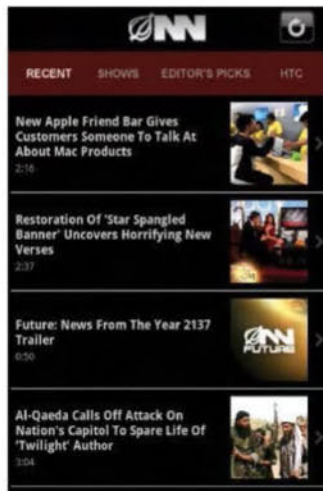 ONN
RECENT SHOWS EDITOR'S PICKS HTC
New Apple Friend Bar Gives
Customers Someone To Talk At
About Mac Products
2:16
Restoration Of 'Star Spangled
Banner' Uncovers Horrifying New
Verses
2:37
Future: News From The Year 2137
Trailer
0:50
ONN
FUTURE
Al-Qaeda Calls Off Attack On
Nation's Capitol To Spare Life Of
'Twilight' Author
3:04